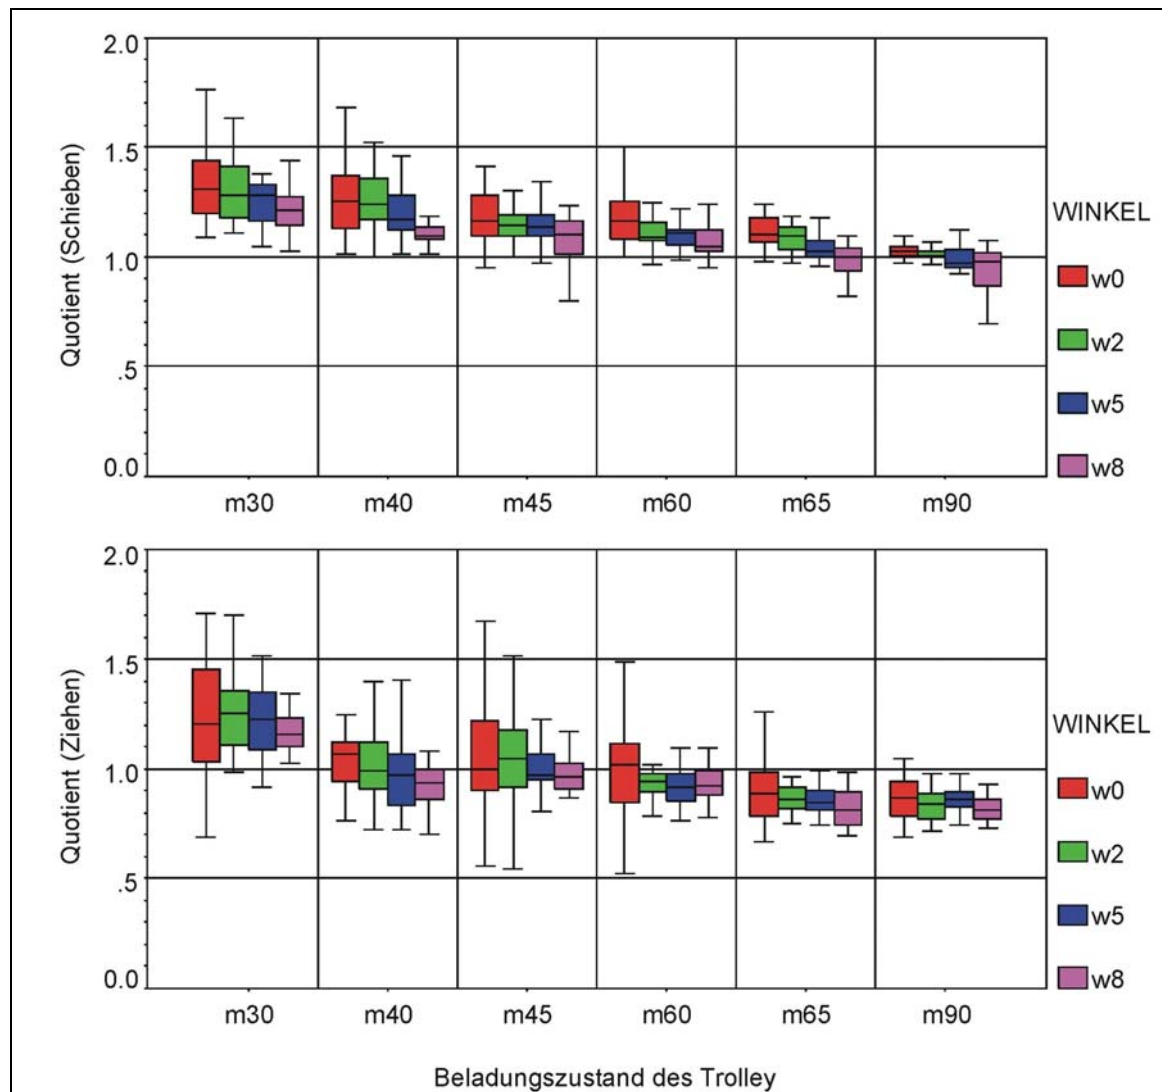 2.0
1.5
1.0
.5
0.0
Quotient (Schieben)
m30 m40 m45 m60 m65 m90
WINKEL
w0
w2
w5
w8
2.0
1.5
1.0
.5
0.0
Quotient (Ziehen)
m30 m40 m45 m60 m65 m90
WINKEL
w0
w2
w5
w8
Beladungszustand des Trolley